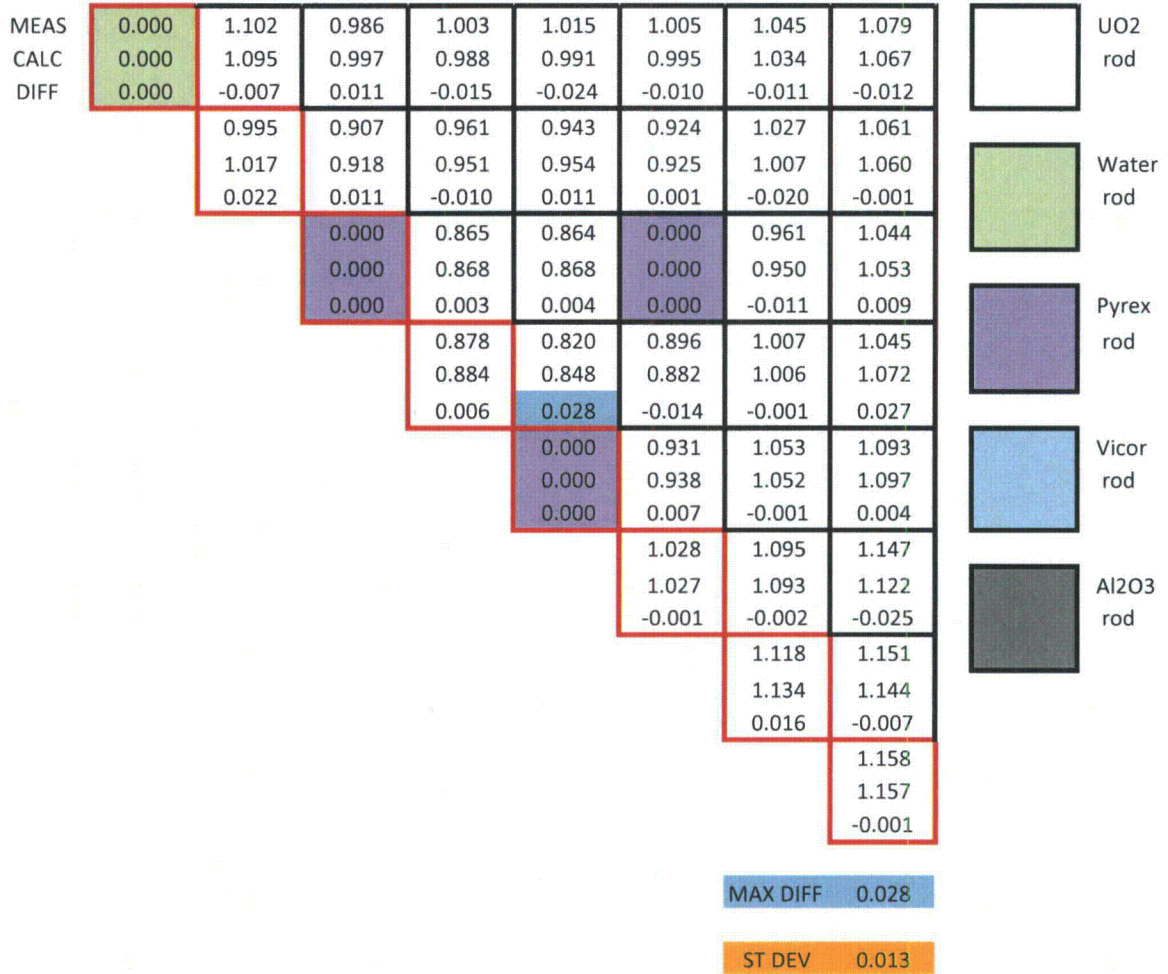 MEAS 0.000 1.102 0.986 1.003 1.015 1.005 1.045 1.079
CALC 0.000 1.095 0.997 0.988 0.991 0.995 1.034 1.067
DIFF 0.000 -0.007 0.011 -0.015 -0.024 -0.010 -0.011 -0.012
0.995 0.907 0.961 0.943 0.924 1.027 1.061
1.017 0.918 0.951 0.954 0.925 1.007 1.060
0.022 0.011 -0.010 0.011 0.001 -0.020 -0.001
0.000 0.865 0.864 0.000 0.961 1.044
0.000 0.868 0.868 0.000 0.950 1.053
0.000 0.003 0.004 0.000 -0.011 0.009
0.878 0.820 0.896 1.007 1.045
0.884 0.848 0.882 1.006 1.072
0.006 0.028 -0.014 -0.001 0.027
0.000 0.931 1.053 1.093
0.000 0.938 1.052 1.097
0.000 0.007 -0.001 0.004
1.028 1.095 1.147
1.027 1.093 1.122
-0.001 -0.002 -0.025
1.118 1.151
1.134 1.144
0.016 -0.007
1.158
1.157
-0.001
MAX DIFF 0.028
ST DEV 0.013
UO2
rod
Water
rod
Pyrex
rod
Vicor
rod
Al2O3
rod